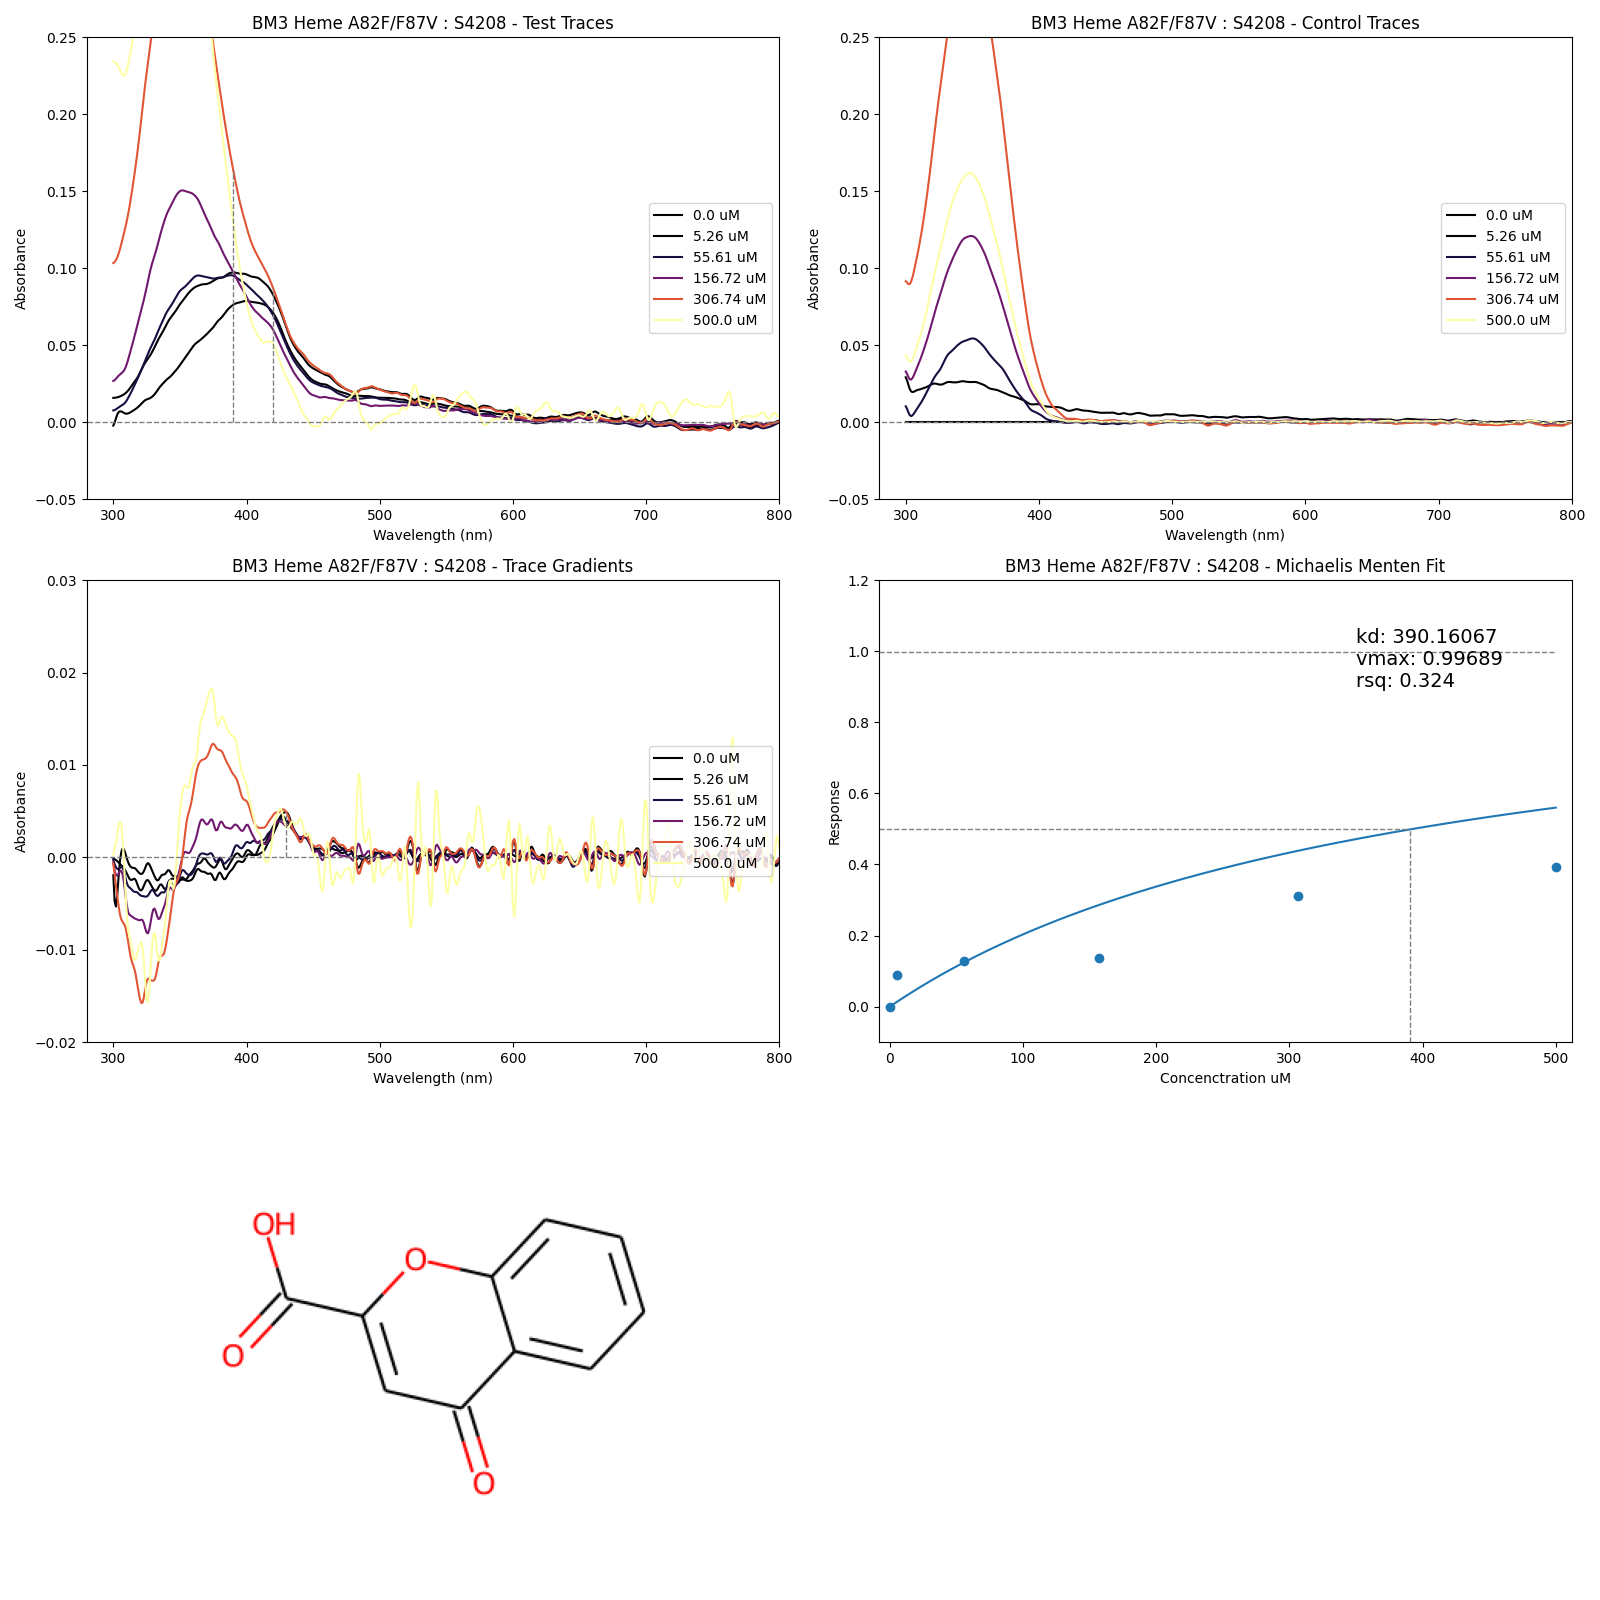 BM3 Heme A82F/F87V : S4208 - Test Traces
0.25
0.20
0.15
0.10
0.05
0.00
−0.05
Absorbance
300
400
500
600
700
800
Wavelength (nm)
0.0 uM
5.26 uM
55.61 uM
156.72 uM
306.74 uM
500.0 uM
BM3 Heme A82F/F87V : S4208 - Control Traces
0.25
0.20
0.15
0.10
0.05
0.00
−0.05
Absorbance
300
400
500
600
700
800
Wavelength (nm)
0.0 uM
5.26 uM
55.61 uM
156.72 uM
306.74 uM
500.0 uM
BM3 Heme A82F/F87V : S4208 - Trace Gradients
0.03
0.02
0.01
0.00
−0.01
−0.02
Absorbance
300
400
500
600
700
800
Wavelength (nm)
0.0 uM
5.26 uM
55.61 uM
156.72 uM
306.74 uM
500.0 uM
BM3 Heme A82F/F87V : S4208 - Michaelis Menten Fit
1.2
1.0
0.8
0.6
0.4
0.2
0.0
Response
kd: 390.16067
vmax: 0.99689
rsq: 0.324
0
100
200
300
400
500
Concenctration uM
OH
O
O
O